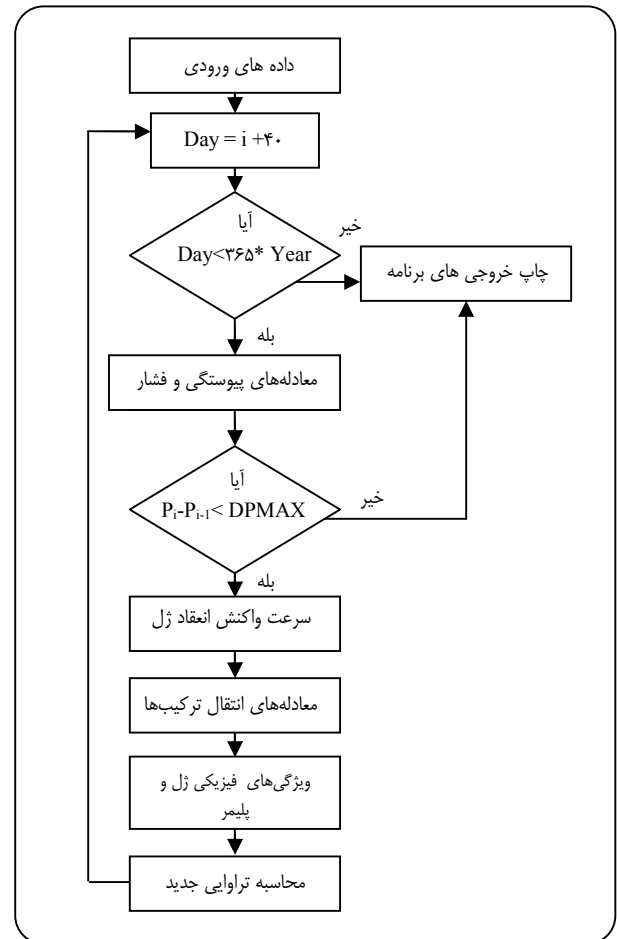 داده های ورودی
Day = i +۴۰
آیا
Day<۳۶۵* Year
خیر
چاپ خروجی های برنامه
بله
معادله‌های پیوستگی و فشار
آیا
Pi-Pi-1< DPMAX
خیر
بله
سرعت واکنش انعقاد ژل
معادله‌های انتقال ترکیب‌ها
ویژگی‌های فیزیکی ژل و
پلیمر
محاسبه تراوایی جدید